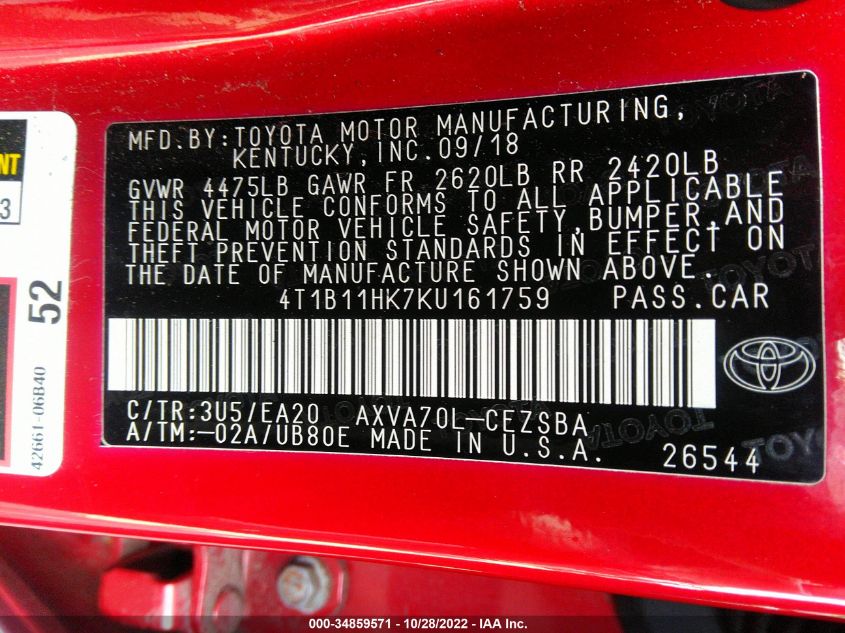 MFD.BY:TOYOTA MOTOR MANUFACTURING,
KENTUCKY,INC.09/18
GVWR 4475LB GAWR FR 2620LB RR 2420LB
THIS VEHICLE CONFORMS TO ALL APPLICABLE
FEDERAL MOTOR VEHICLE SAFETY,BUMPER,AND
THEFT PREVENTION STANDARDS IN EFFECT ON
THE DATE OF MANUFACTURE SHOWN ABOVE.
4T1B11HK7KU161759 PASS.CAR
C/TR:3U5/EA20 AXVA70L-CEZSBA
A/TM:-02A/UB80E MADE IN U.S.A.
26544
3
52
42661-06B40
000-34859571 - 10/28/2022 - IAA Inc.